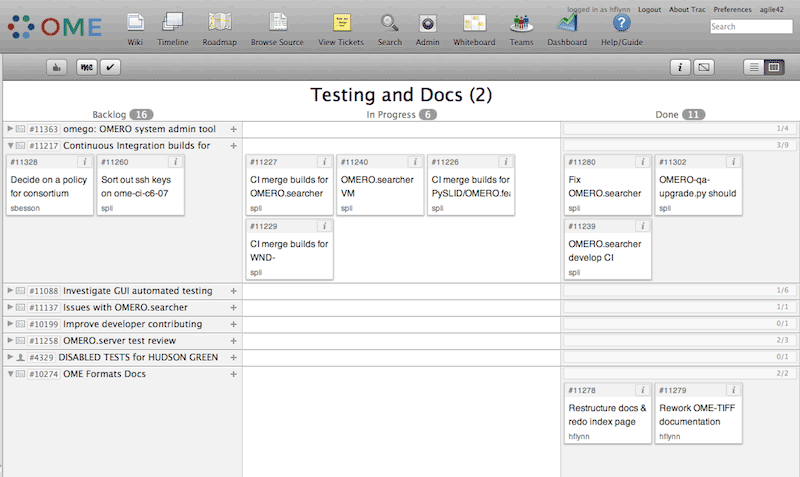 logged in as hflynn Logout About Trac Preferences agile42
OME
Wiki Timeline Roadmap Browse Source View Tickets Search Admin Whiteboard Teams Dashboard Help/Guide
Search
me
Testing and Docs (2)
Backlog 16 In Progress 6 Done 11
#11363 omego: OMERO system admin tool + 1/4
#11217 Continuous Integration builds for + 3/9
#11328 i #11260 i #11227 i #11240 i #11226 i #11280 i #11302 i
Decide on a policy Sort out ssh keys CI merge builds for OMERO.searcher CI merge builds for Fix OMERO-qa-
for consortium on ome-ci-c6-07 OMERO.searcher VM PySLID/OMERO.fea OMERO.searcher upgrade.py should
sbesson spli spli spli spli spli spli
#11229 i #11239 i
CI merge builds for OMERO.searcher
WND- develop CI
spli spli
#11088 Investigate GUI automated testing + 1/6
#11137 Issues with OMERO.searcher + 1/1
#10199 Improve developer contributing + 0/1
#11258 OMERO.server test review + 2/3
#4329 DISABLED TESTS for HUDSON GREEN + 0/1
#10274 OME Formats Docs + 2/2
#11278 i #11279 i
Restructure docs & Rework OME-TIFF
redo index page documentation
hflynn hflynn